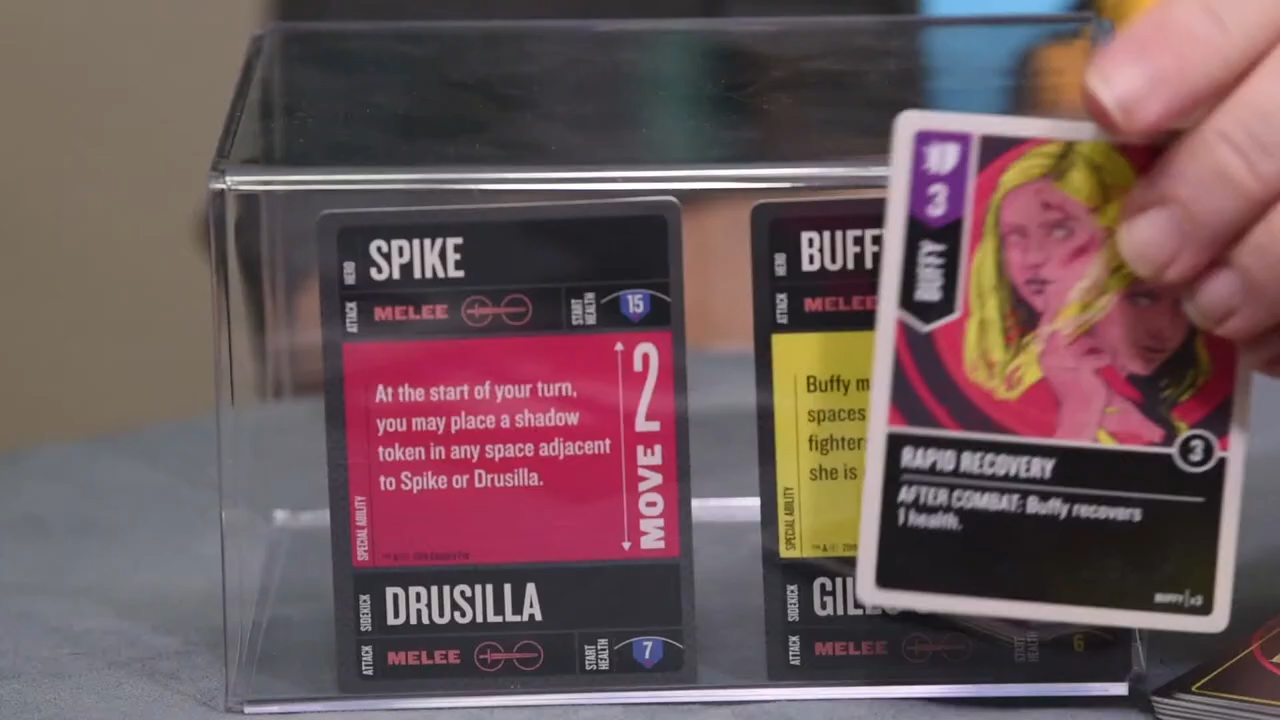 SPIKE
HERO
ATTACK
MELEE
START
HEALTH
15
At the start of your turn,
you may place a shadow
token in any space adjacent
to Spike or Drusilla.
MOVE 2
SPECIAL ABILITY
DRUSILLA
SIDEKICK
ATTACK
MELEE
START
HEALTH
7
BUFF
HERO
ATTACK
MELEE
Buffy m
spaces
fighter
she is
SPECIAL ABILITY
SIDEKICK
ATTACK
MELEE
START
HEALTH
3
BUFFY
3
RAPID RECOVERY
AFTER COMBAT: Buffy recovers
1 health.
BUFFY | x3